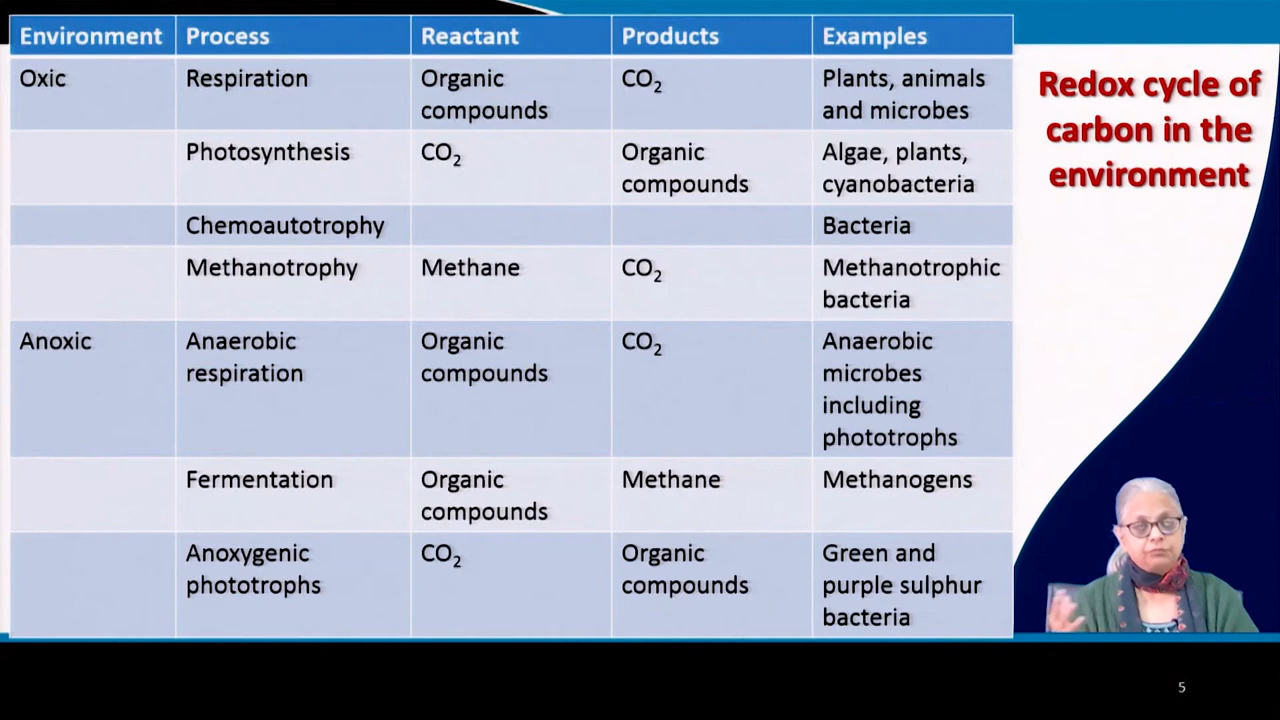 Environment Process Reactant Products Examples
Oxic Respiration Organic compounds CO₂ Plants, animals and microbes
Photosynthesis CO₂ Organic compounds Algae, plants, cyanobacteria
Chemoautotrophy Bacteria
Methanotrophy Methane CO₂ Methanotrophic bacteria
Anoxic Anaerobic respiration Organic compounds CO₂ Anaerobic microbes including phototrophs
Fermentation Organic compounds Methane Methanogens
Anoxygenic phototrophs CO₂ Organic compounds Green and purple sulphur bacteria
Redox cycle of
carbon in the
environment
5